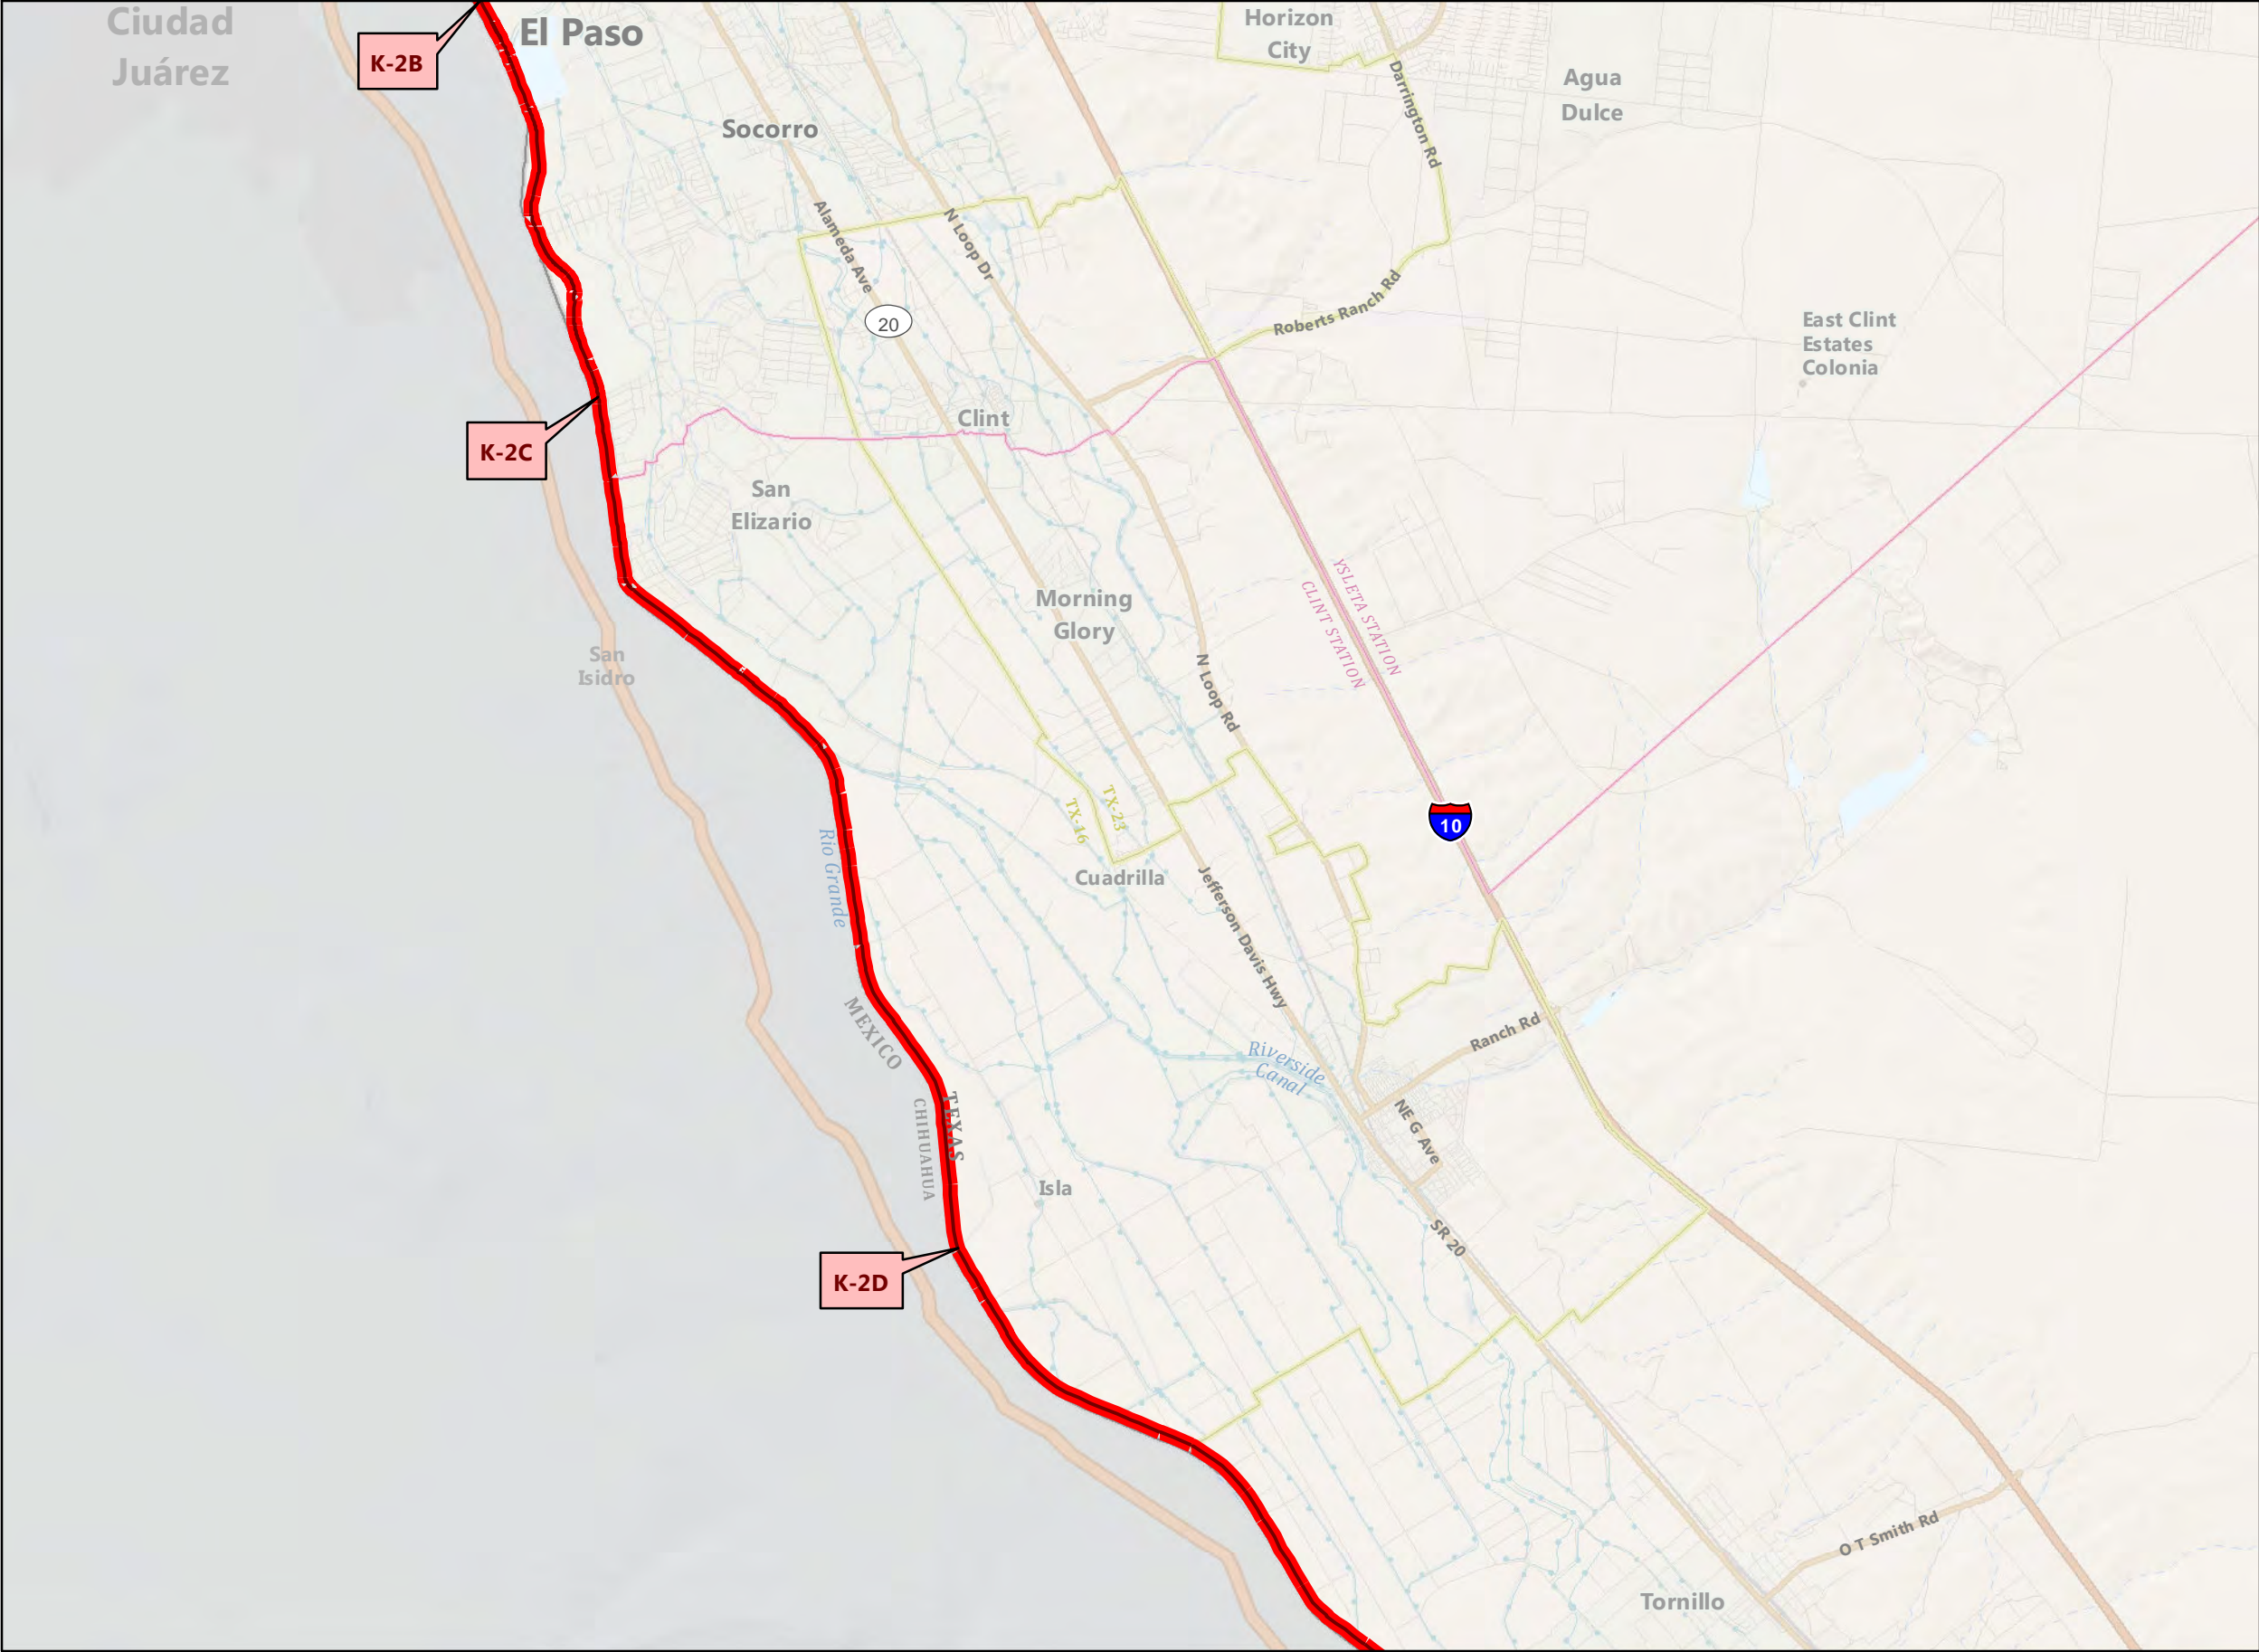 Ciudad
Juárez
El Paso
K-2B
Horizon
City
Agua
Dulce
Darrington Rd
Socorro
Alameda Ave
N Loop Dr
20
Roberts Ranch Rd
East Clint
Estates
Colonia
Clint
K-2C
San
Elizario
YSLETA STATION
CLINT STATION
Morning
Glory
San
Isidro
N Loop Rd
TX-23
TX-16
10
Rio Grande
Cuadrilla
Jefferson Davis Hwy
MEXICO
Ranch Rd
Riverside
Canal
TEXAS
CHIHUAHUA
NE G Ave
Isla
SR 20
K-2D
O T Smith Rd
Tornillo